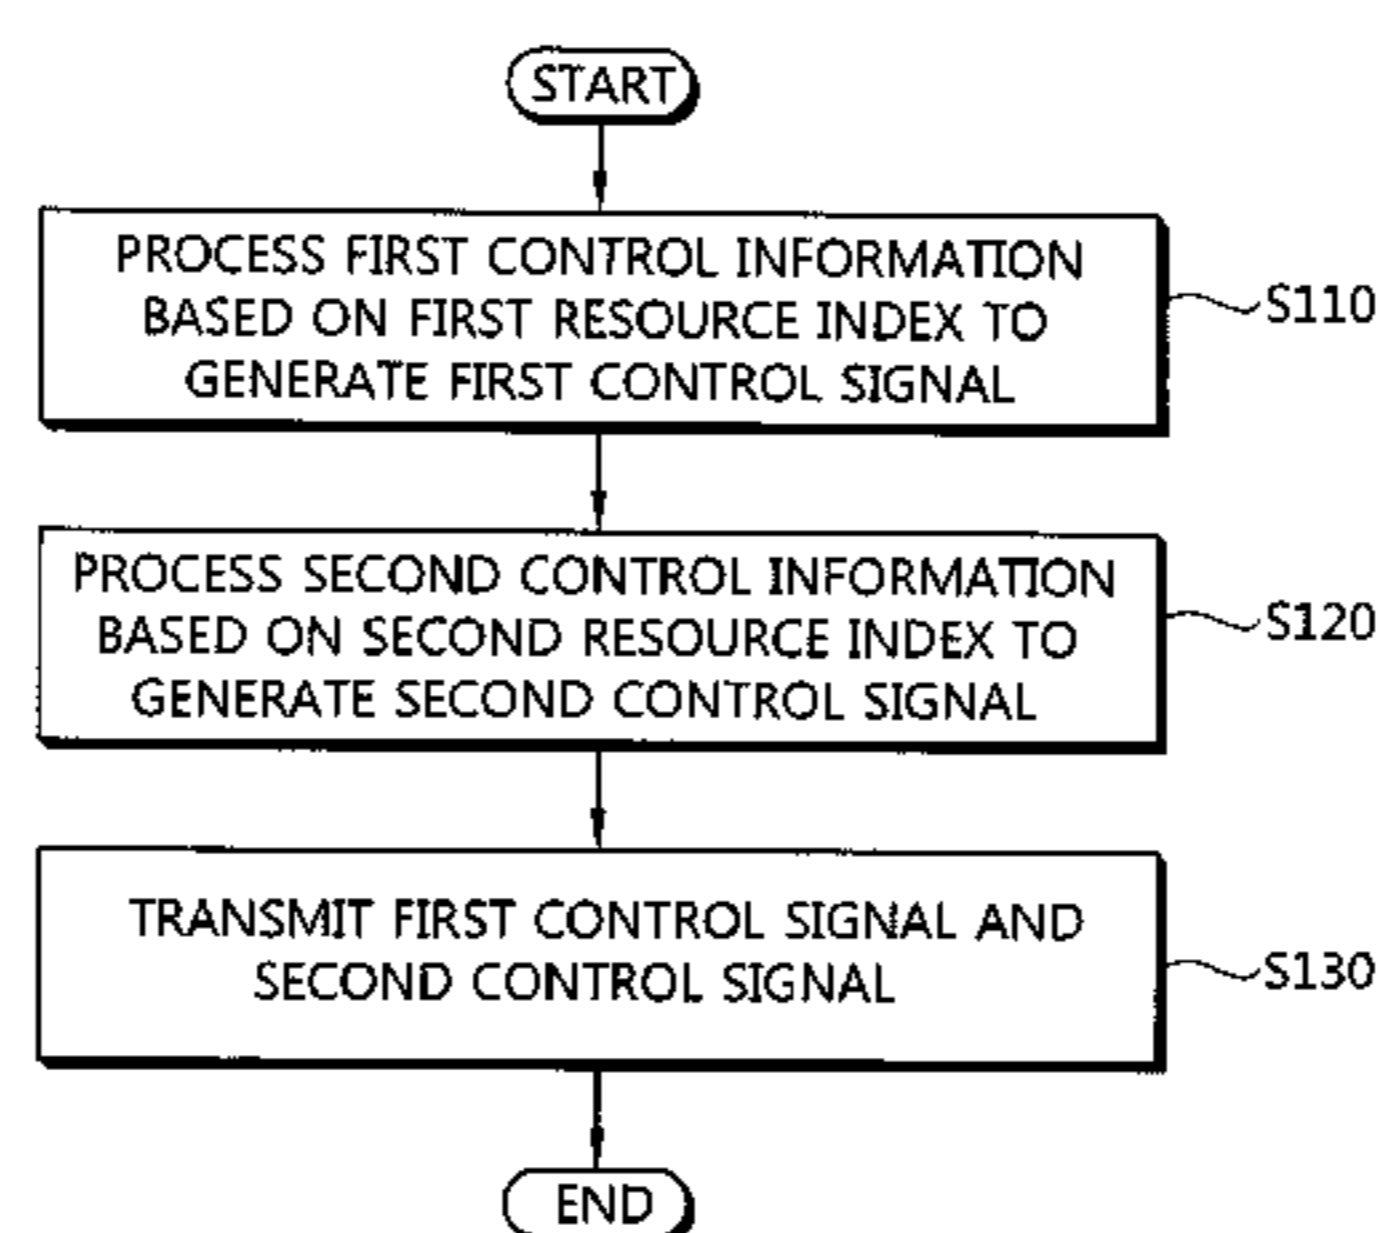 START
PROCESS FIRST CONTROL INFORMATION
BASED ON FIRST RESOURCE INDEX TO
GENERATE FIRST CONTROL SIGNAL
S110
PROCESS SECOND CONTROL INFORMATION
BASED ON SECOND RESOURCE INDEX TO
GENERATE SECOND CONTROL SIGNAL
S120
TRANSMIT FIRST CONTROL SIGNAL AND
SECOND CONTROL SIGNAL
S130
END